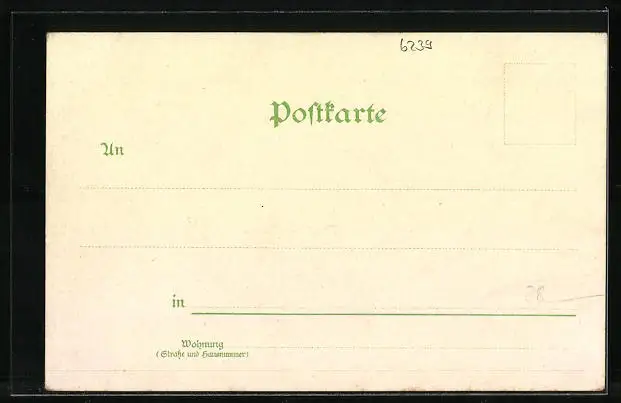 6239
Poſtkarte
An
in
Wohnung
(Straße und Hausnummer)